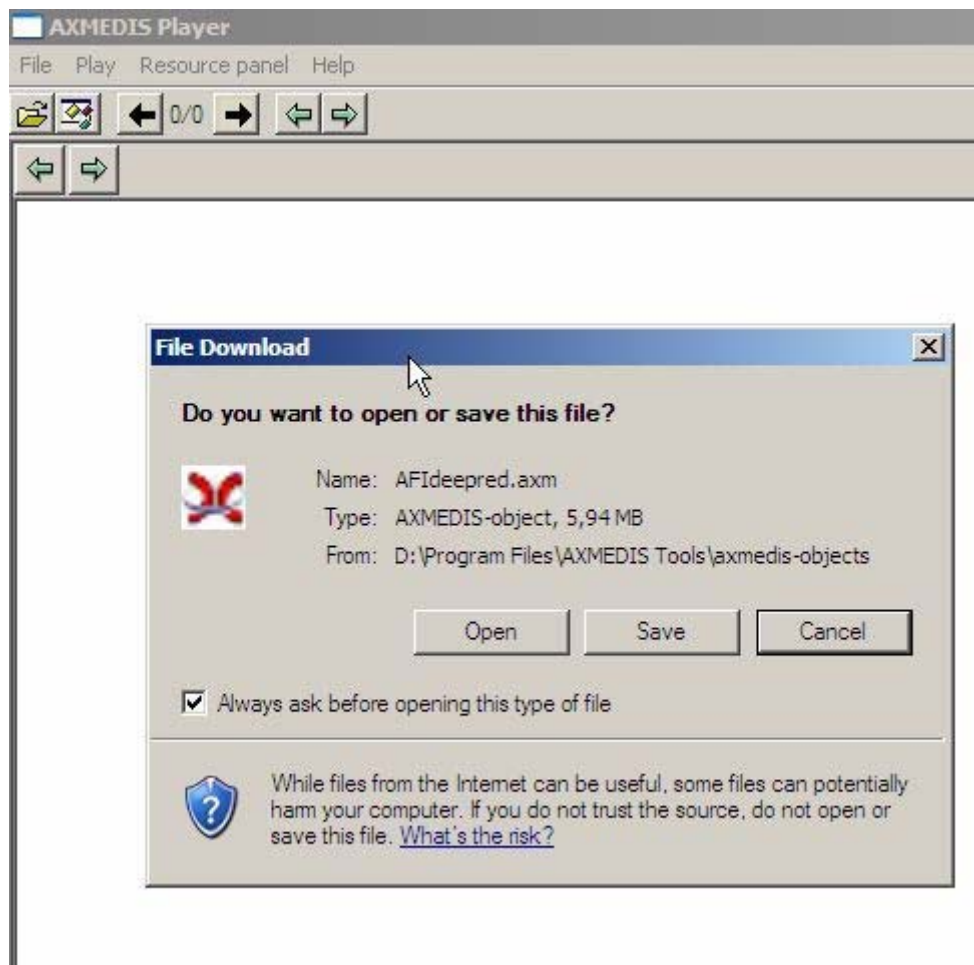 AXMEDIS Player
File Play Resource panel Help
0/0
File Download
Do you want to open or save this file?
Name: AFIdeepred.axm
Type: AXMEDIS-object, 5,94 MB
From: D:\Program Files\AXMEDIS Tools\axmedis-objects
Open Save Cancel
Always ask before opening this type of file
While files from the Internet can be useful, some files can potentially
harm your computer. If you do not trust the source, do not open or
save this file. What's the risk?